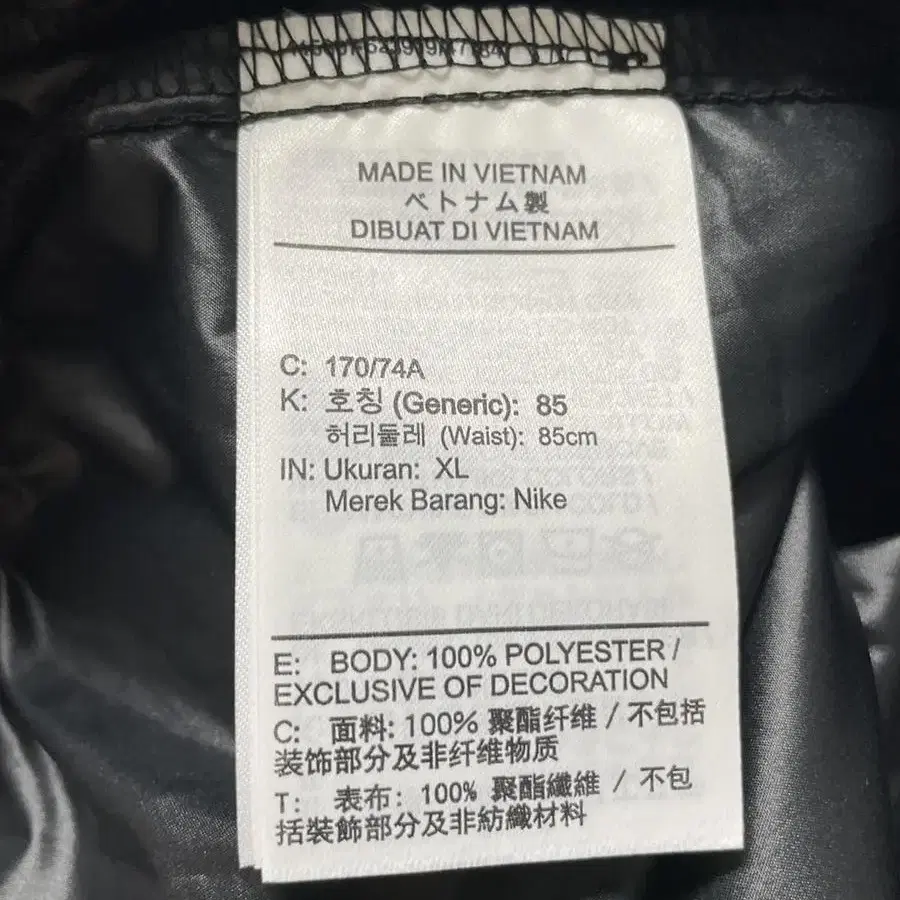 MADE IN VIETNAM
ベトナム製
DIBUAT DI VIETNAM
C: 170/74A
K: 호칭 (Generic): 85
허리둘레 (Waist): 85cm
IN: Ukuran: XL
Merek Barang: Nike
E: BODY: 100% POLYESTER /
EXCLUSIVE OF DECORATION
C: 面料: 100% 聚酯纤维 / 不包括
装饰部分及非纤维物质
T: 表布: 100% 聚酯纖維 / 不包
括裝飾部分及非紡織材料